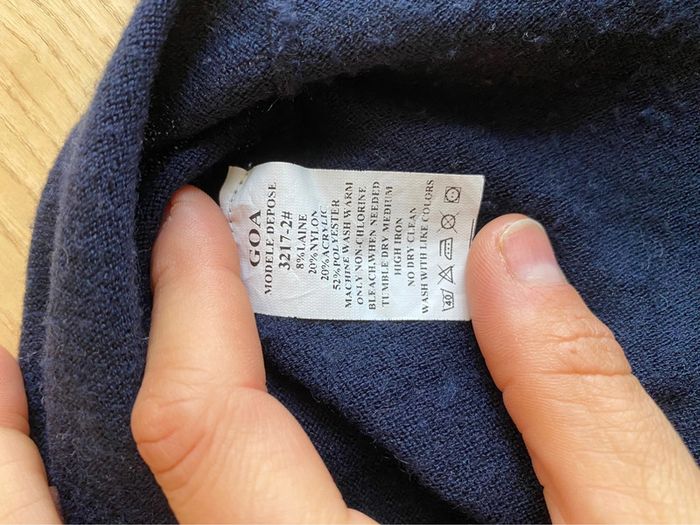 GOA
MODELE DEPOSE
3217-2#
8%LAINE
20%NYLON
20%ACRYLIC
52%POLYESTER
MACHINE WASH WARM
ONLY NON-CHLORINE
BLEACH.WHEN NEEDED
TUMBLE DRY MEDIUM
HIGH IRON
NO DRY CLEAN
WASH WITH LIKE COLORS
40